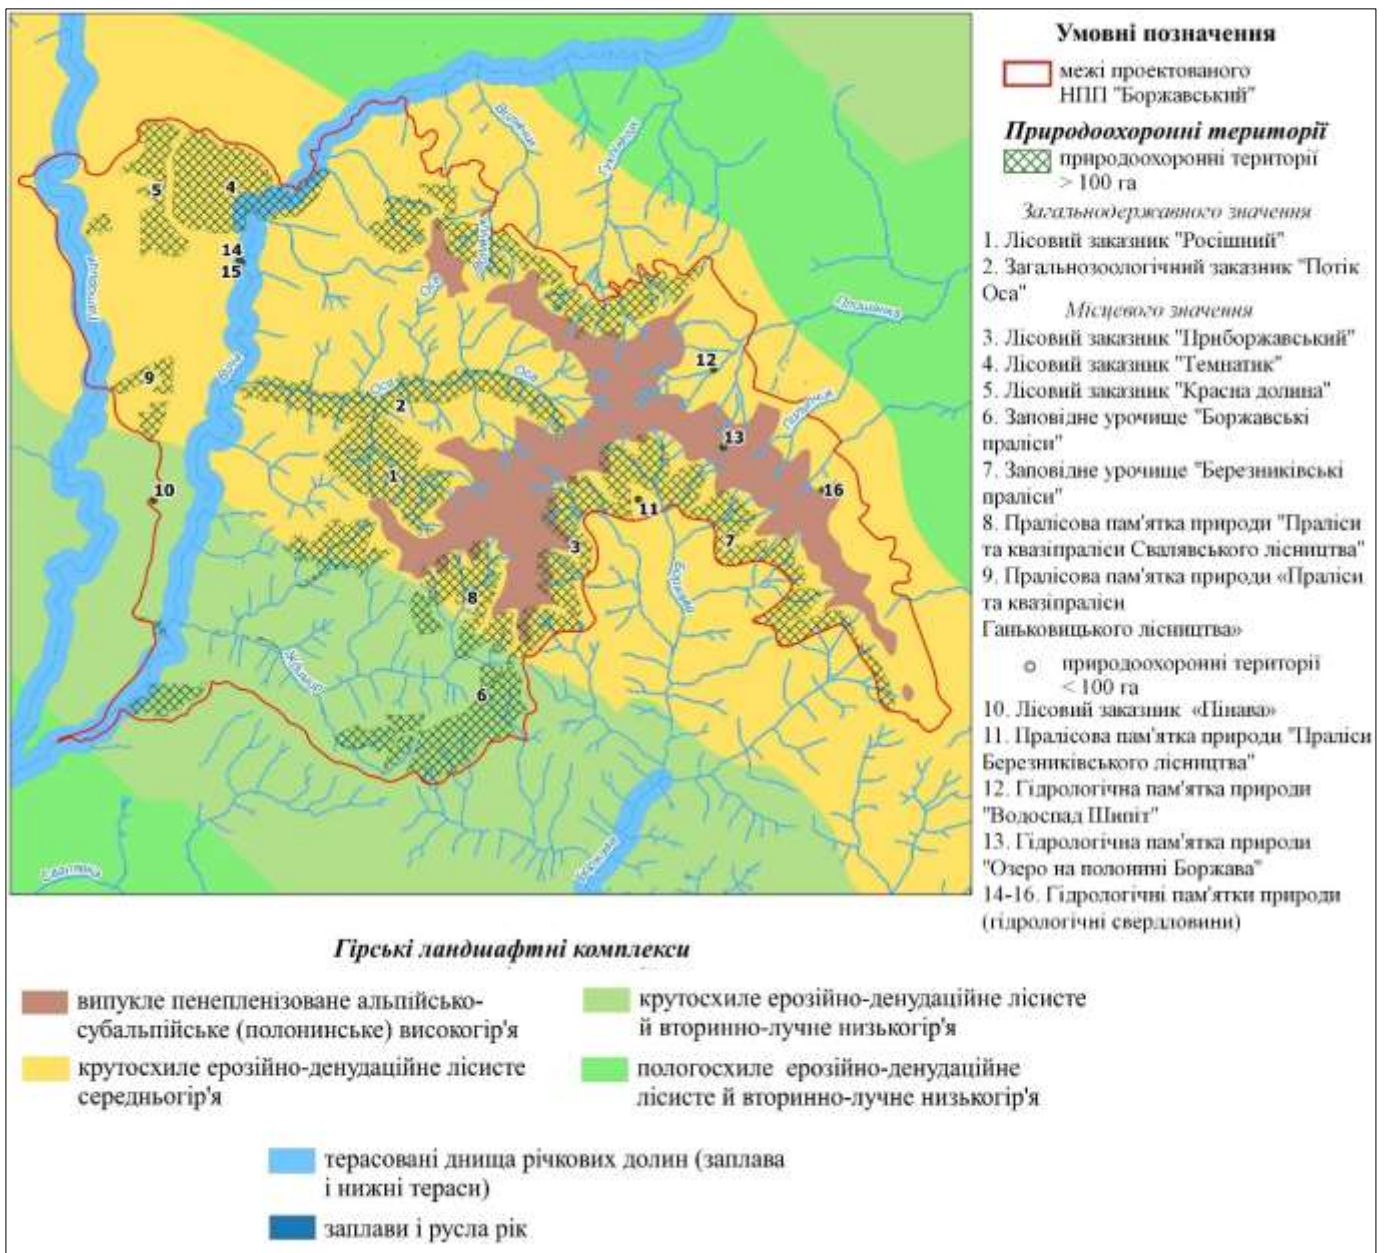 Умовні позначення
межі проектованого
НПП "Боржавський"
Природоохоронні території
природоохоронні території
> 100 га
Загальнодержавного значення
1. Лісовий заказник "Росішний"
2. Загальнозоологічний заказник "Потік
Оса"
Місцевого значення
3. Лісовий заказник "Приборжавський"
4. Лісовий заказник "Темнатик"
5. Лісовий заказник "Красна долина"
6. Заповідне урочище "Боржавські
праліси"
7. Заповідне урочище "Березниківські
праліси"
8. Пралісова пам'ятка природи "Праліси
та квазіпраліси Свалявського лісництва"
9. Пралісова пам'ятка природи «Праліси
та квазіпраліси
Ганьковицького лісництва»
природоохоронні території
< 100 га
10. Лісовий заказник «Пінава»
11. Пралісова пам'ятка природи "Праліси
Березниківського лісництва"
12. Гідрологічна пам'ятка природи
"Водоспад Шипіт"
13. Гідрологічна пам'ятка природи
"Озеро на полонині Боржава"
14-16. Гідрологічні пам'ятки природи
(гідрологічні свердловини)
5
4
14
15
9
10
2
1
12
13
16
11
7
3
8
6
Вича
Оса
Оса
Оса
Боржава
Гірські ландшафтні комплекси
випукле пенепленізоване альпійсько-
субальпійське (полонинське) високогір'я
крутосхиле ерозійно-денудаційне лісисте
середньогір'я
крутосхиле ерозійно-денудаційне лісисте
й вторинно-лучне низькогір'я
пологосхиле ерозійно-денудаційне
лісисте й вторинно-лучне низькогір'я
терасовані днища річкових долин (заплава
і нижні тераси)
заплави і русла рік